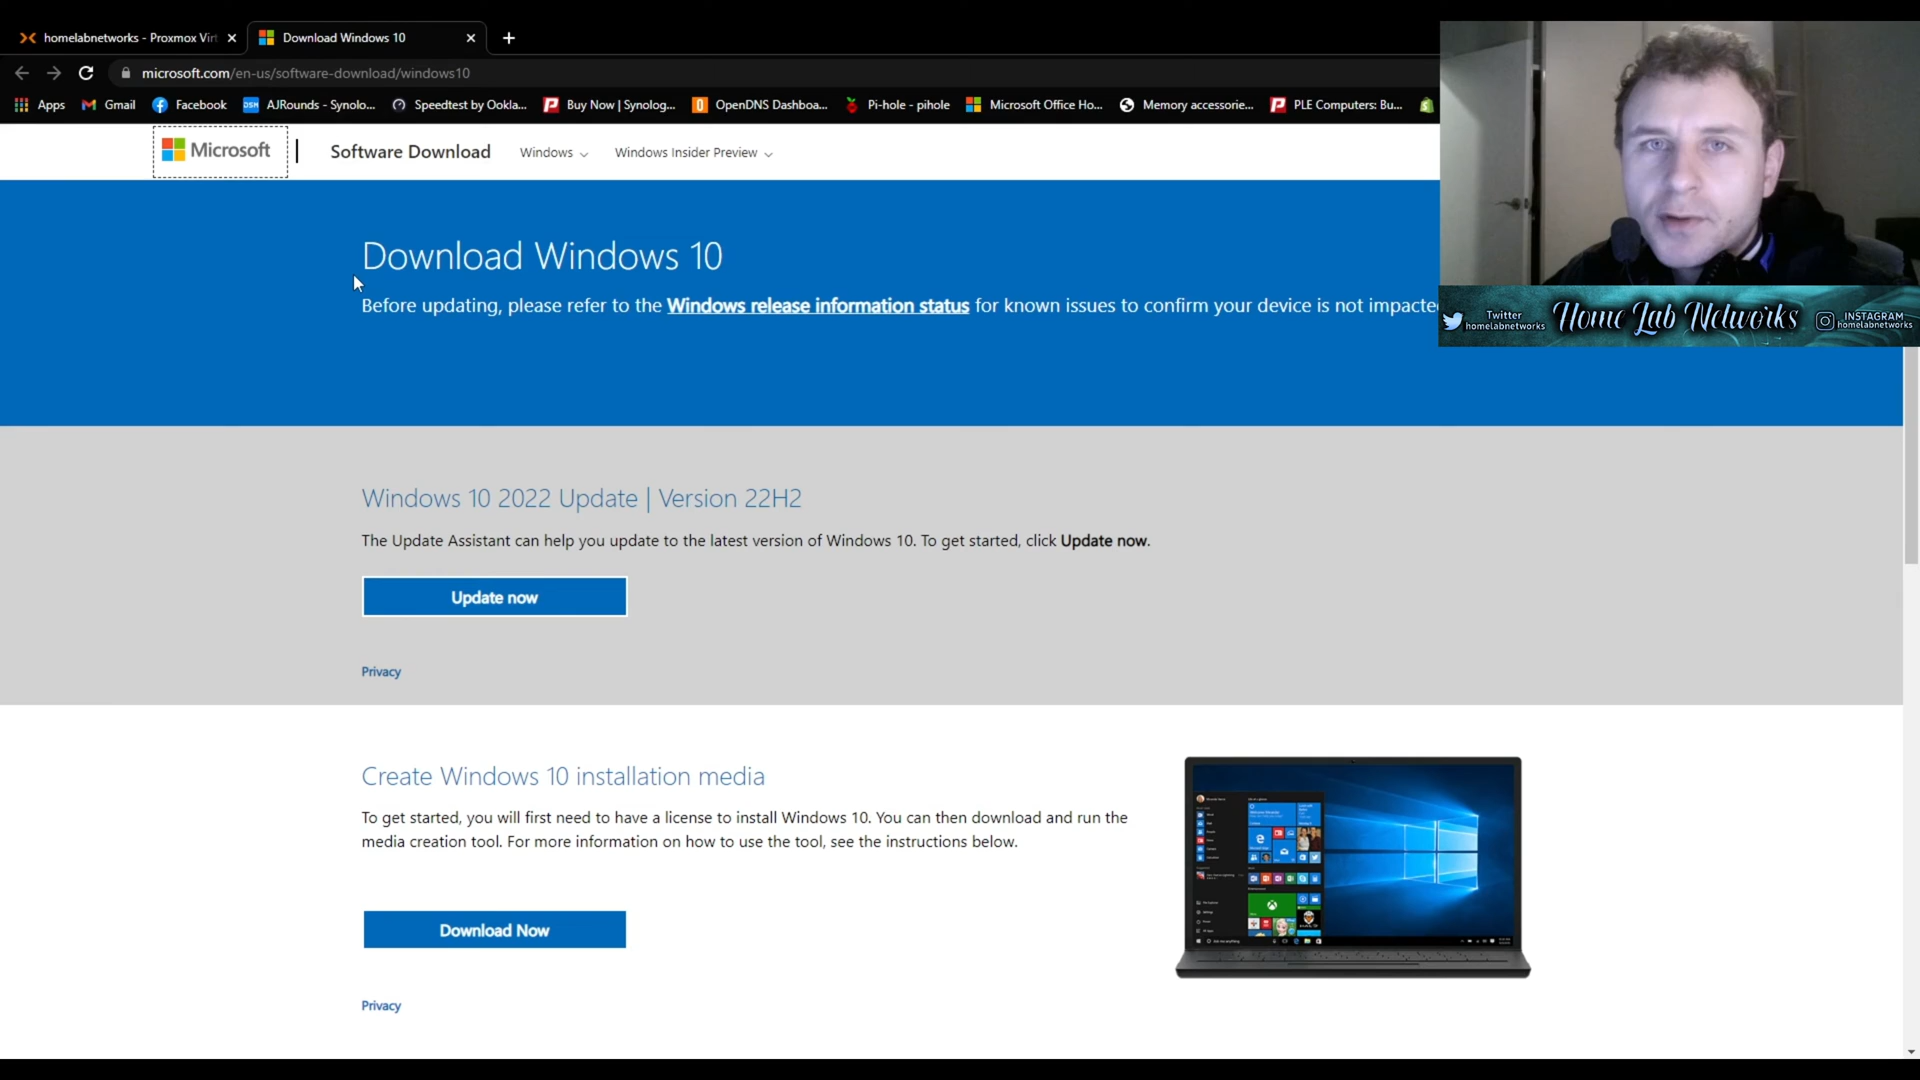 homelabnetworks - Proxmox Virt
Download Windows 10
microsoft.com/en-us/software-download/windows10
Apps
Gmail
Facebook
AJRounds - Synolo...
Speedtest by Ookla...
Buy Now | Synolog...
OpenDNS Dashboa...
Pi-hole - pihole
Microsoft Office Ho...
Memory accessorie...
PLE Computers: Bu...
Microsoft
Software Download
Windows
Windows Insider Preview
Download Windows 10
Before updating, please refer to the Windows release information status for known issues to confirm your device is not impacte
Twitter
homelabnetworks
Home Lab Networks
INSTAGRAM
homelabnetworks
Windows 10 2022 Update | Version 22H2
The Update Assistant can help you update to the latest version of Windows 10. To get started, click Update now.
Update now
Privacy
Create Windows 10 installation media
To get started, you will first need to have a license to install Windows 10. You can then download and run the
media creation tool. For more information on how to use the tool, see the instructions below.
Download Now
Privacy